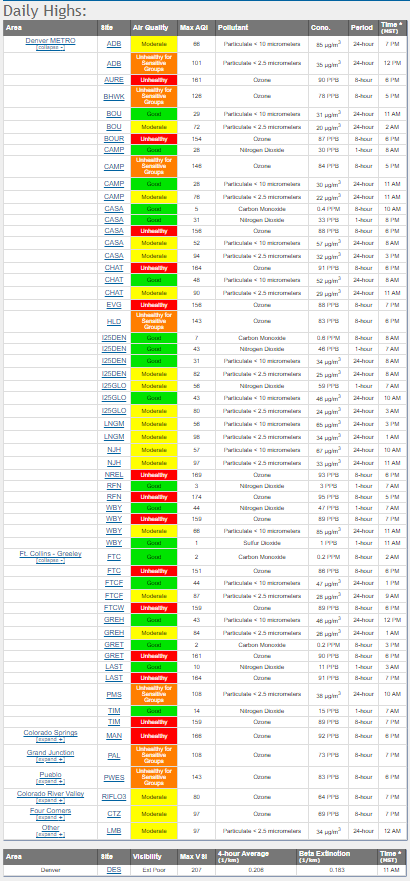 Daily Highs:
Area Site Air Quality Max AQI Pollutant Conc. Period Time * (MST)
Denver METRO [collapse -] ADB Moderate 66 Particulate < 10 micrometers 85 µg/m3 24-hour 7 PM
ADB Unhealthy for Sensitive Groups 101 Particulate < 2.5 micrometers 35 µg/m3 24-hour 12 PM
AURE Unhealthy 161 Ozone 90 PPB 8-hour 6 PM
BHWK Unhealthy for Sensitive Groups 126 Ozone 78 PPB 8-hour 5 PM
BOU Good 29 Particulate < 10 micrometers 31 µg/m3 24-hour 11 AM
BOU Moderate 72 Particulate < 2.5 micrometers 20 µg/m3 24-hour 2 AM
BOUR Unhealthy 154 Ozone 87 PPB 8-hour 6 PM
CAMP Good 28 Nitrogen Dioxide 30 PPB 1-hour 8 AM
CAMP Unhealthy for Sensitive Groups 146 Ozone 84 PPB 8-hour 5 PM
CAMP Good 28 Particulate < 10 micrometers 30 µg/m3 24-hour 11 AM
CAMP Moderate 76 Particulate < 2.5 micrometers 22 µg/m3 24-hour 11 AM
CASA Good 5 Carbon Monoxide 0.4 PPM 8-hour 10 AM
CASA Good 31 Nitrogen Dioxide 33 PPB 1-hour 8 PM
CASA Unhealthy 156 Ozone 88 PPB 8-hour 6 PM
CASA Moderate 52 Particulate < 10 micrometers 57 µg/m3 24-hour 8 AM
CASA Moderate 94 Particulate < 2.5 micrometers 32 µg/m3 24-hour 3 PM
CHAT Unhealthy 164 Ozone 91 PPB 8-hour 6 PM
CHAT Good 48 Particulate < 10 micrometers 52 µg/m3 24-hour 8 AM
CHAT Moderate 90 Particulate < 2.5 micrometers 29 µg/m3 24-hour 11 AM
EVG Unhealthy 156 Ozone 88 PPB 8-hour 7 PM
HLD Unhealthy for Sensitive Groups 143 Ozone 83 PPB 8-hour 6 PM
I25DEN Good 7 Carbon Monoxide 0.6 PPM 8-hour 8 AM
I25DEN Good 43 Nitrogen Dioxide 46 PPB 1-hour 7 AM
I25DEN Good 31 Particulate < 10 micrometers 34 µg/m3 24-hour 8 AM
I25DEN Moderate 82 Particulate < 2.5 micrometers 25 µg/m3 24-hour 8 AM
I25GLO Moderate 56 Nitrogen Dioxide 59 PPB 1-hour 7 AM
I25GLO Good 43 Particulate < 10 micrometers 46 µg/m3 24-hour 10 AM
I25GLO Moderate 80 Particulate < 2.5 micrometers 24 µg/m3 24-hour 3 AM
LNGM Moderate 56 Particulate < 10 micrometers 65 µg/m3 24-hour 3 PM
LNGM Moderate 98 Particulate < 2.5 micrometers 34 µg/m3 24-hour 1 AM
NJH Moderate 57 Particulate < 10 micrometers 67 µg/m3 24-hour 10 AM
NJH Moderate 97 Particulate < 2.5 micrometers 33 µg/m3 24-hour 11 AM
NREL Unhealthy 169 Ozone 93 PPB 8-hour 6 PM
RFN Good 3 Nitrogen Dioxide 3 PPB 1-hour 7 AM
RFN Unhealthy 174 Ozone 95 PPB 8-hour 5 PM
WBY Good 44 Nitrogen Dioxide 47 PPB 1-hour 7 AM
WBY Unhealthy 159 Ozone 89 PPB 8-hour 7 PM
WBY Moderate 66 Particulate < 10 micrometers 85 µg/m3 24-hour 11 AM
WBY Good 1 Sulfur Dioxide 1 PPB 1-hour 11 AM
Ft. Collins - Greeley [collapse -] FTC Good 2 Carbon Monoxide 0.2 PPM 8-hour 2 AM
FTC Unhealthy 151 Ozone 86 PPB 8-hour 6 PM
FTCF Good 44 Particulate < 10 micrometers 47 µg/m3 24-hour 1 PM
FTCF Moderate 87 Particulate < 2.5 micrometers 28 µg/m3 24-hour 9 AM
FTCW Unhealthy 159 Ozone 89 PPB 8-hour 6 PM
GREH Good 43 Particulate < 10 micrometers 46 µg/m3 24-hour 12 PM
GREH Moderate 84 Particulate < 2.5 micrometers 26 µg/m3 24-hour 1 AM
GRET Good 2 Carbon Monoxide 0.2 PPM 8-hour 3 PM
GRET Unhealthy 161 Ozone 90 PPB 8-hour 6 PM
LAST Good 10 Nitrogen Dioxide 11 PPB 1-hour 3 AM
LAST Unhealthy 164 Ozone 91 PPB 8-hour 7 PM
PMS Unhealthy for Sensitive Groups 108 Particulate < 2.5 micrometers 38 µg/m3 24-hour 10 AM
TIM Good 14 Nitrogen Dioxide 15 PPB 1-hour 7 AM
TIM Unhealthy 159 Ozone 89 PPB 8-hour 7 PM
Colorado Springs [expand +] MAN Unhealthy 166 Ozone 92 PPB 8-hour 6 PM
Grand Junction [expand +] PAL Unhealthy for Sensitive Groups 108 Ozone 73 PPB 8-hour 7 PM
Pueblo [expand +] PWES Unhealthy for Sensitive Groups 143 Ozone 83 PPB 8-hour 6 PM
Colorado River Valley [expand +] RIFLO3 Moderate 80 Ozone 64 PPB 8-hour 7 PM
Four Corners [expand +] CTZ Moderate 97 Ozone 69 PPB 8-hour 7 PM
Other [expand +] LMB Moderate 97 Particulate < 2.5 micrometers 34 µg/m3 24-hour 12 AM
Area Site Visibility Max VSI 4-hour Average (1/km) Beta Extinction (1/km) Time * (MST)
Denver DES Ext Poor 207 0.206 0.183 11 AM